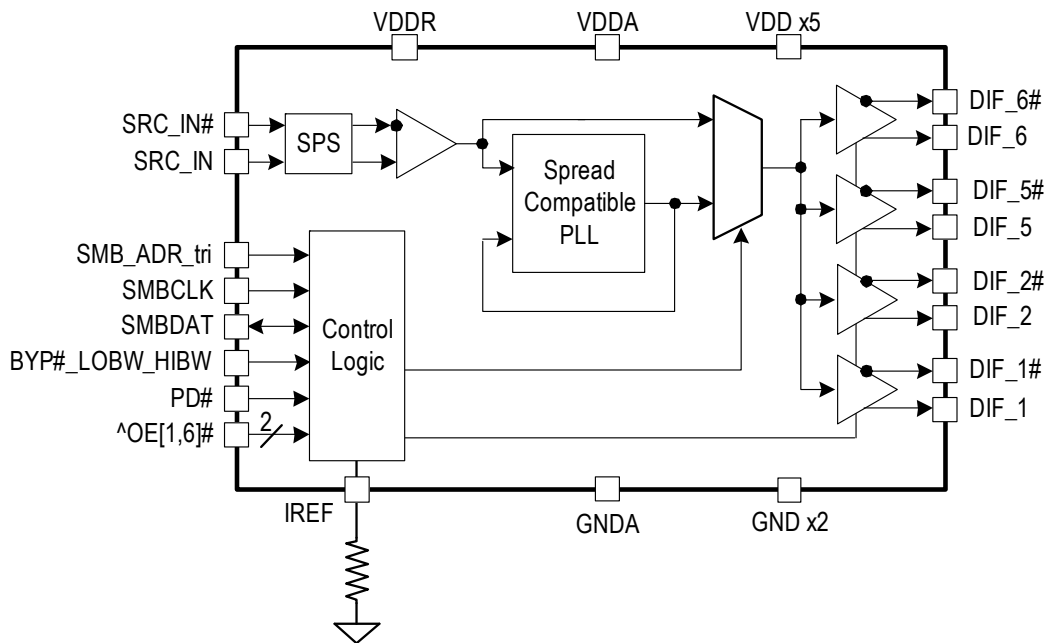 VDDR
VDDA
VDD x5
SRC_IN#
SRC_IN
SPS
Spread
Compatible
PLL
DIF_6#
DIF_6
DIF_5#
DIF_5
DIF_2#
DIF_2
DIF_1#
DIF_1
SMB_ADR_tri
SMBCLK
SMBDAT
BYP#_LOBW_HIBW
PD#
^OE[1,6]#
2
Control
Logic
IREF
GNDA
GND x2